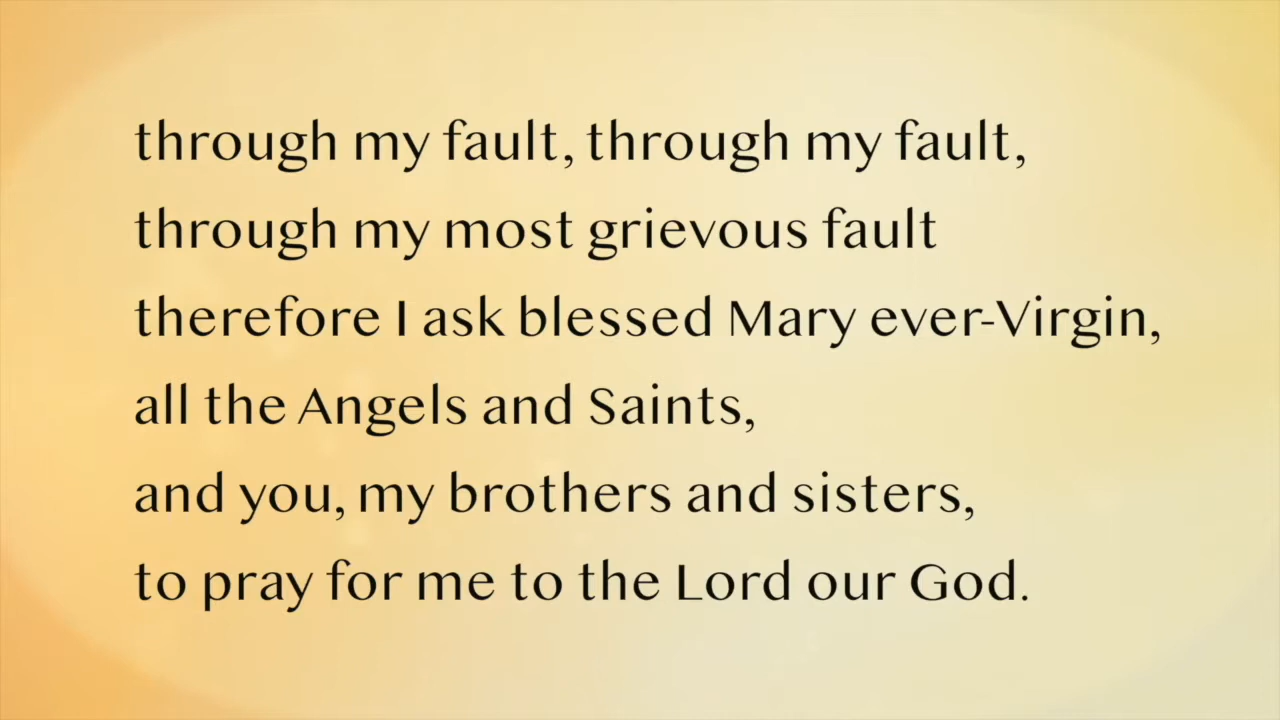 through my fault, through my fault,
through my most grievous fault
therefore I ask blessed Mary ever-Virgin,
all the Angels and Saints,
and you, my brothers and sisters,
to pray for me to the Lord our God.